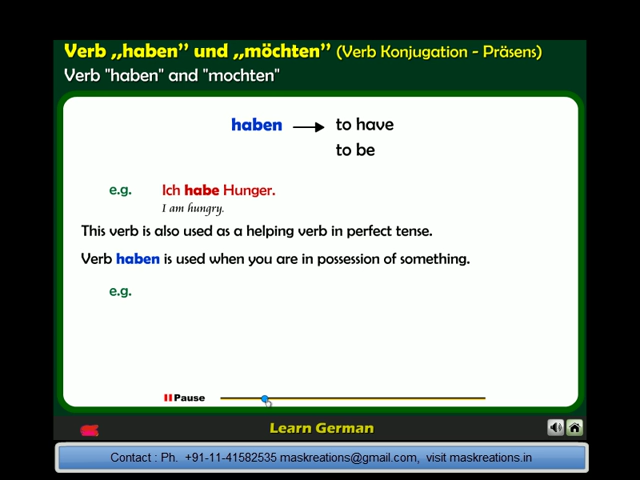 Verb ,,haben” und ,,möchten” (Verb Konjugation - Präsens)
Verb "haben" and "mochten"
haben → to have
to be
e.g. Ich habe Hunger.
I am hungry.
This verb is also used as a helping verb in perfect tense.
Verb haben is used when you are in possession of something.
e.g.
Pause
Learn German
Contact : Ph. +91-11-41582535 maskreations@gmail.com, visit maskreations.in